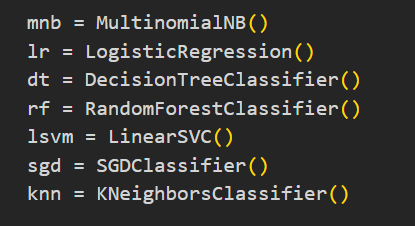 mnb = MultinomialNB()
lr = LogisticRegression()
dt = DecisionTreeClassifier()
rf = RandomForestClassifier()
lsvm = LinearSVC()
sgd = SGDClassifier()
knn = KNeighborsClassifier()